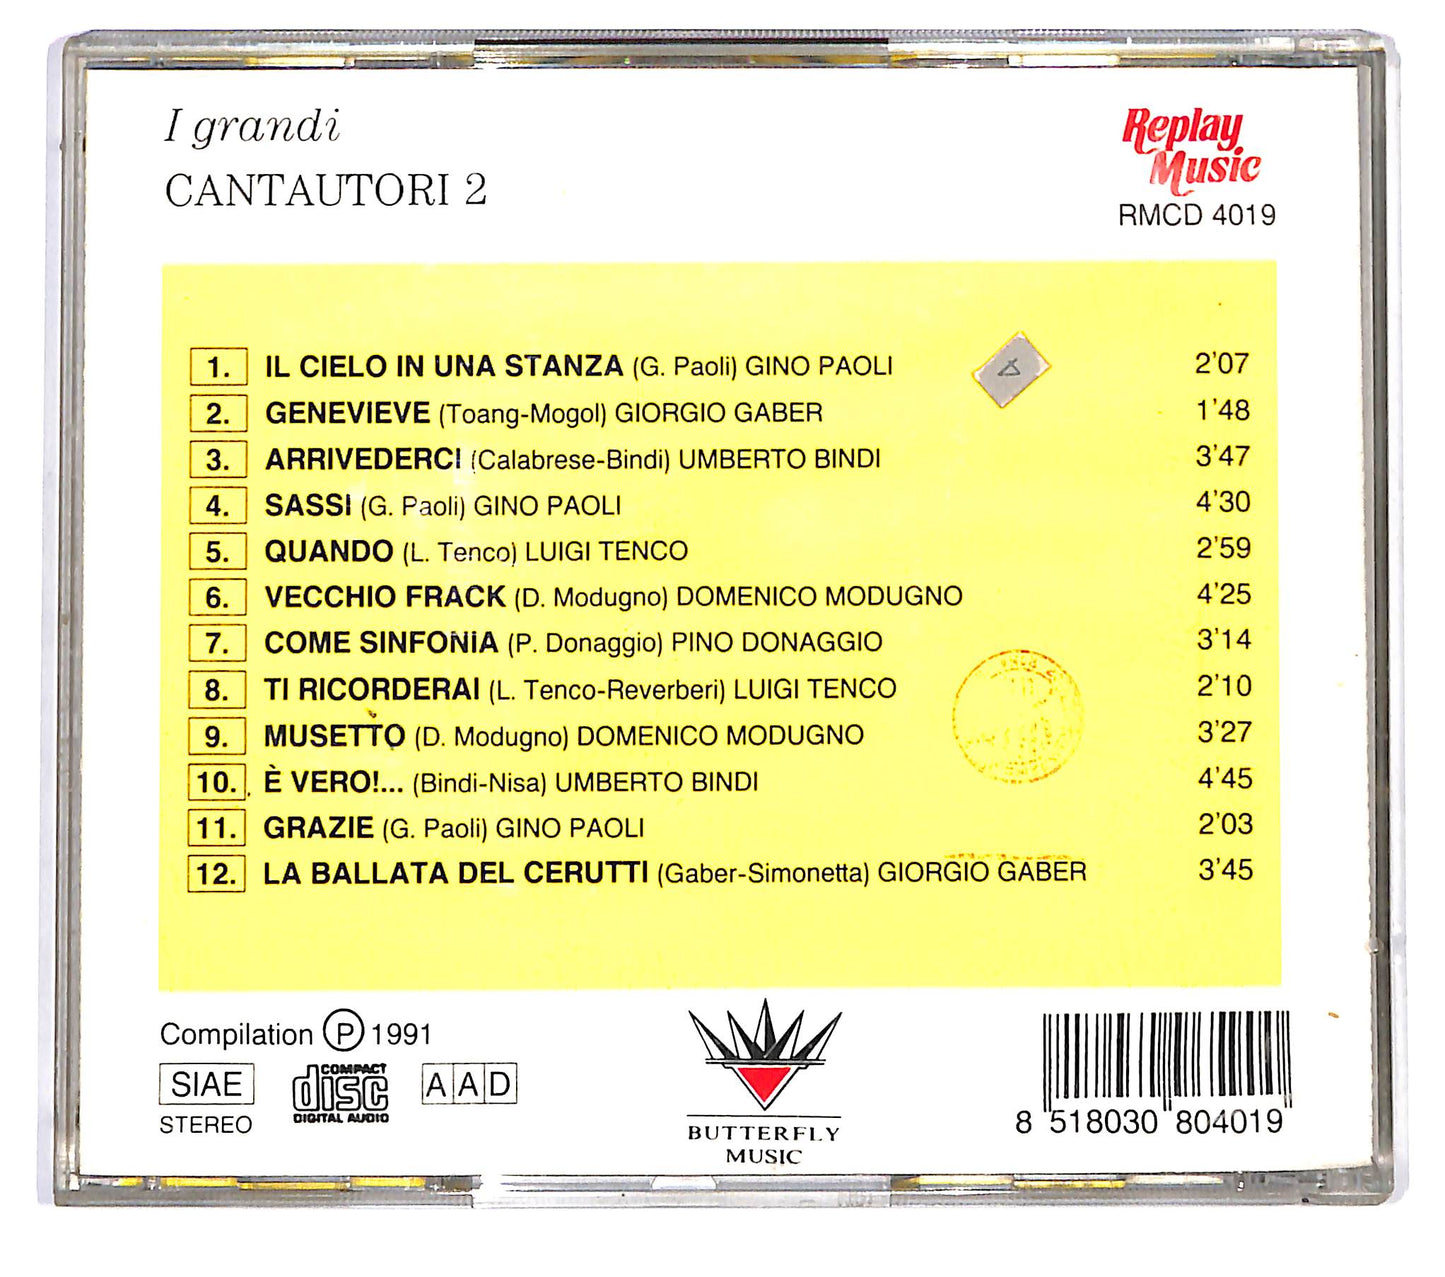 I grandi
CANTAUTORI 2
Replay
Music
RMCD 4019
1. IL CIELO IN UNA STANZA (G. Paoli) GINO PAOLI 2'07
2. GENEVIEVE (Toang-Mogol) GIORGIO GABER 1'48
3. ARRIVEDERCI (Calabrese-Bindi) UMBERTO BINDI 3'47
4. SASSI (G. Paoli) GINO PAOLI 4'30
5. QUANDO (L. Tenco) LUIGI TENCO 2'59
6. VECCHIO FRACK (D. Modugno) DOMENICO MODUGNO 4'25
7. COME SINFONIA (P. Donaggio) PINO DONAGGIO 3'14
8. TI RICORDERAI (L. Tenco-Reverberi) LUIGI TENCO 2'10
9. MUSETTO (D. Modugno) DOMENICO MODUGNO 3'27
10. È VERO!... (Bindi-Nisa) UMBERTO BINDI 4'45
11. GRAZIE (G. Paoli) GINO PAOLI 2'03
12. LA BALLATA DEL CERUTTI (Gaber-Simonetta) GIORGIO GABER 3'45
Compilation Ⓟ 1991
SIAE
STEREO
COMPACT
disc
DIGITAL AUDIO
AAD
BUTTERFLY
MUSIC
8 518030 804019